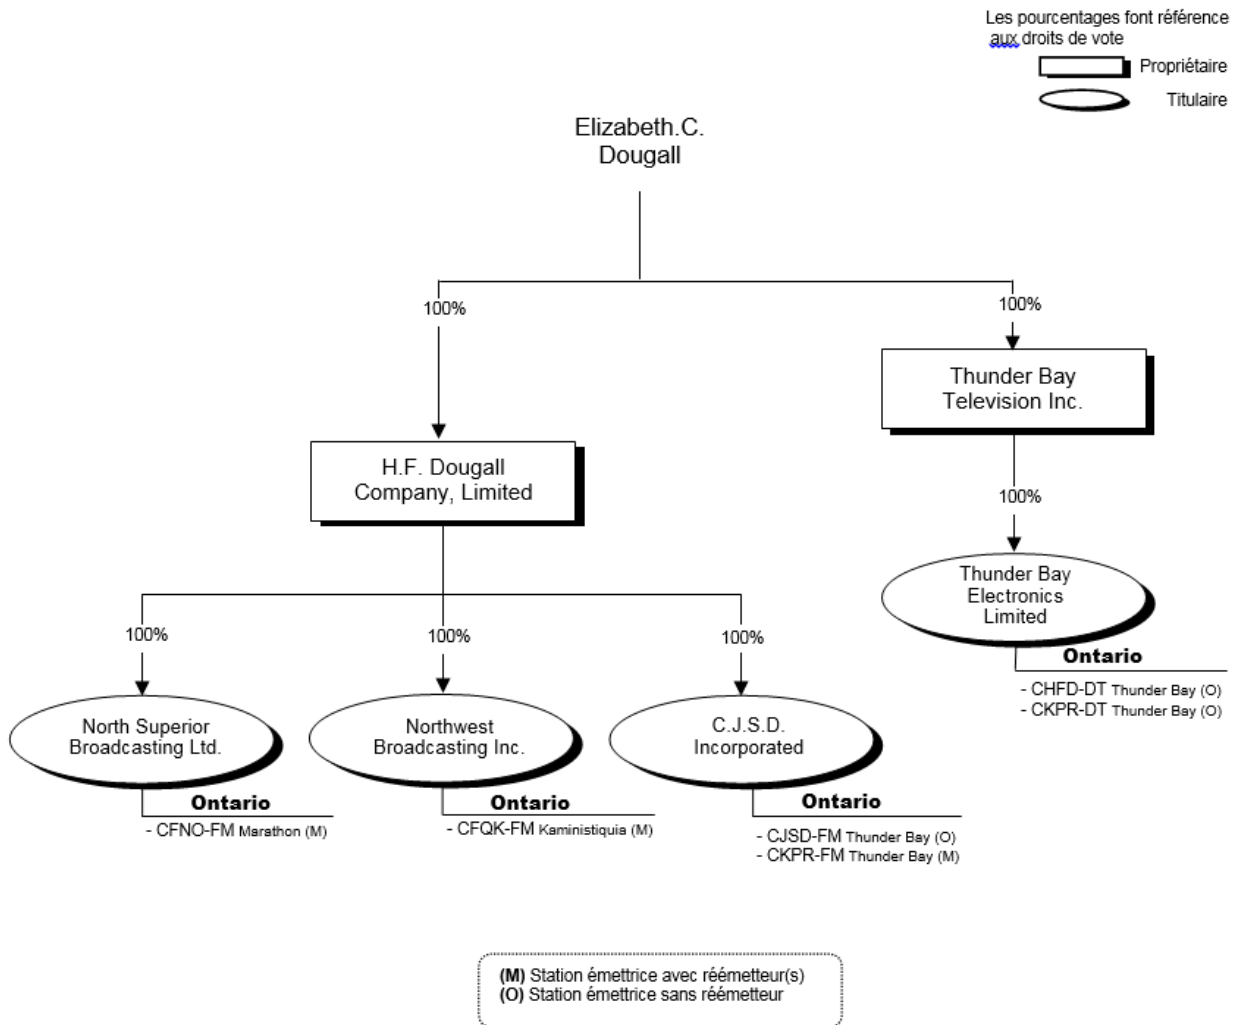 Les pourcentages font référence
aux droits de vote
Propriétaire
Titulaire
Elizabeth.C.
Dougall
100%
100%
Thunder Bay
Television Inc.
H.F. Dougall
Company, Limited
100%
Thunder Bay
Electronics
Limited
Ontario
- CHFD-DT Thunder Bay (O)
- CKPR-DT Thunder Bay (O)
100%
100%
100%
North Superior
Broadcasting Ltd.
Northwest
Broadcasting Inc.
C.J.S.D.
Incorporated
Ontario
- CFNO-FM Marathon (M)
Ontario
- CFQK-FM Kaministiquia (M)
Ontario
- CJSD-FM Thunder Bay (O)
- CKPR-FM Thunder Bay (M)
(M) Station émettrice avec réémetteur(s)
(O) Station émettrice sans réémetteur